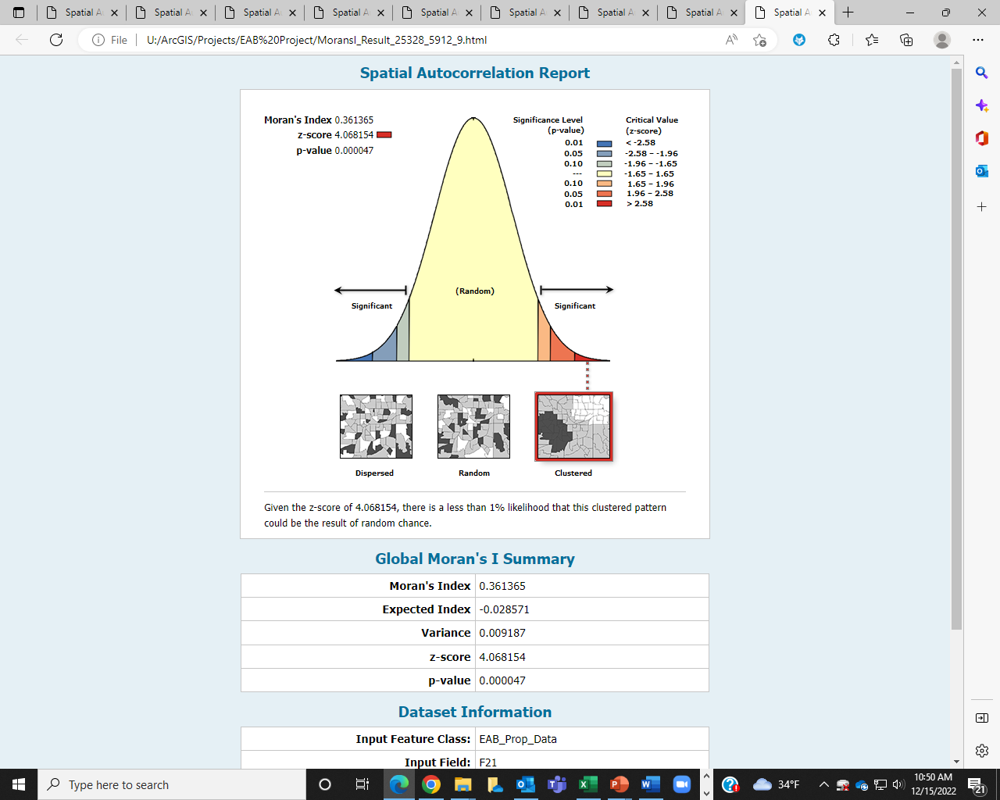 Spatial A
Spatial A
Spatial A
Spatial A
Spatial A
Spatial A
Spatial A
Spatial A
Spatial A
File
U:/ArcGIS/Projects/EAB%20Project/MoransI_Result_25328_5912_9.html
Spatial Autocorrelation Report
Moran's Index 0.361365
z-score 4.068154
p-value 0.000047
Significance Level Critical Value
(p-value) (z-score)
0.01 < -2.58
0.05 -2.58 – -1.96
0.10 -1.96 – -1.65
--- -1.65 – 1.65
0.10 1.65 – 1.96
0.05 1.96 – 2.58
0.01 > 2.58
(Random)
Significant Significant
Dispersed Random Clustered
Given the z-score of 4.068154, there is a less than 1% likelihood that this clustered pattern
could be the result of random chance.
Global Moran's I Summary
Moran's Index 0.361365
Expected Index -0.028571
Variance 0.009187
z-score 4.068154
p-value 0.000047
Dataset Information
Input Feature Class: EAB_Prop_Data
Input Field: F21
Type here to search
34°F
10:50 AM
12/15/2022
21